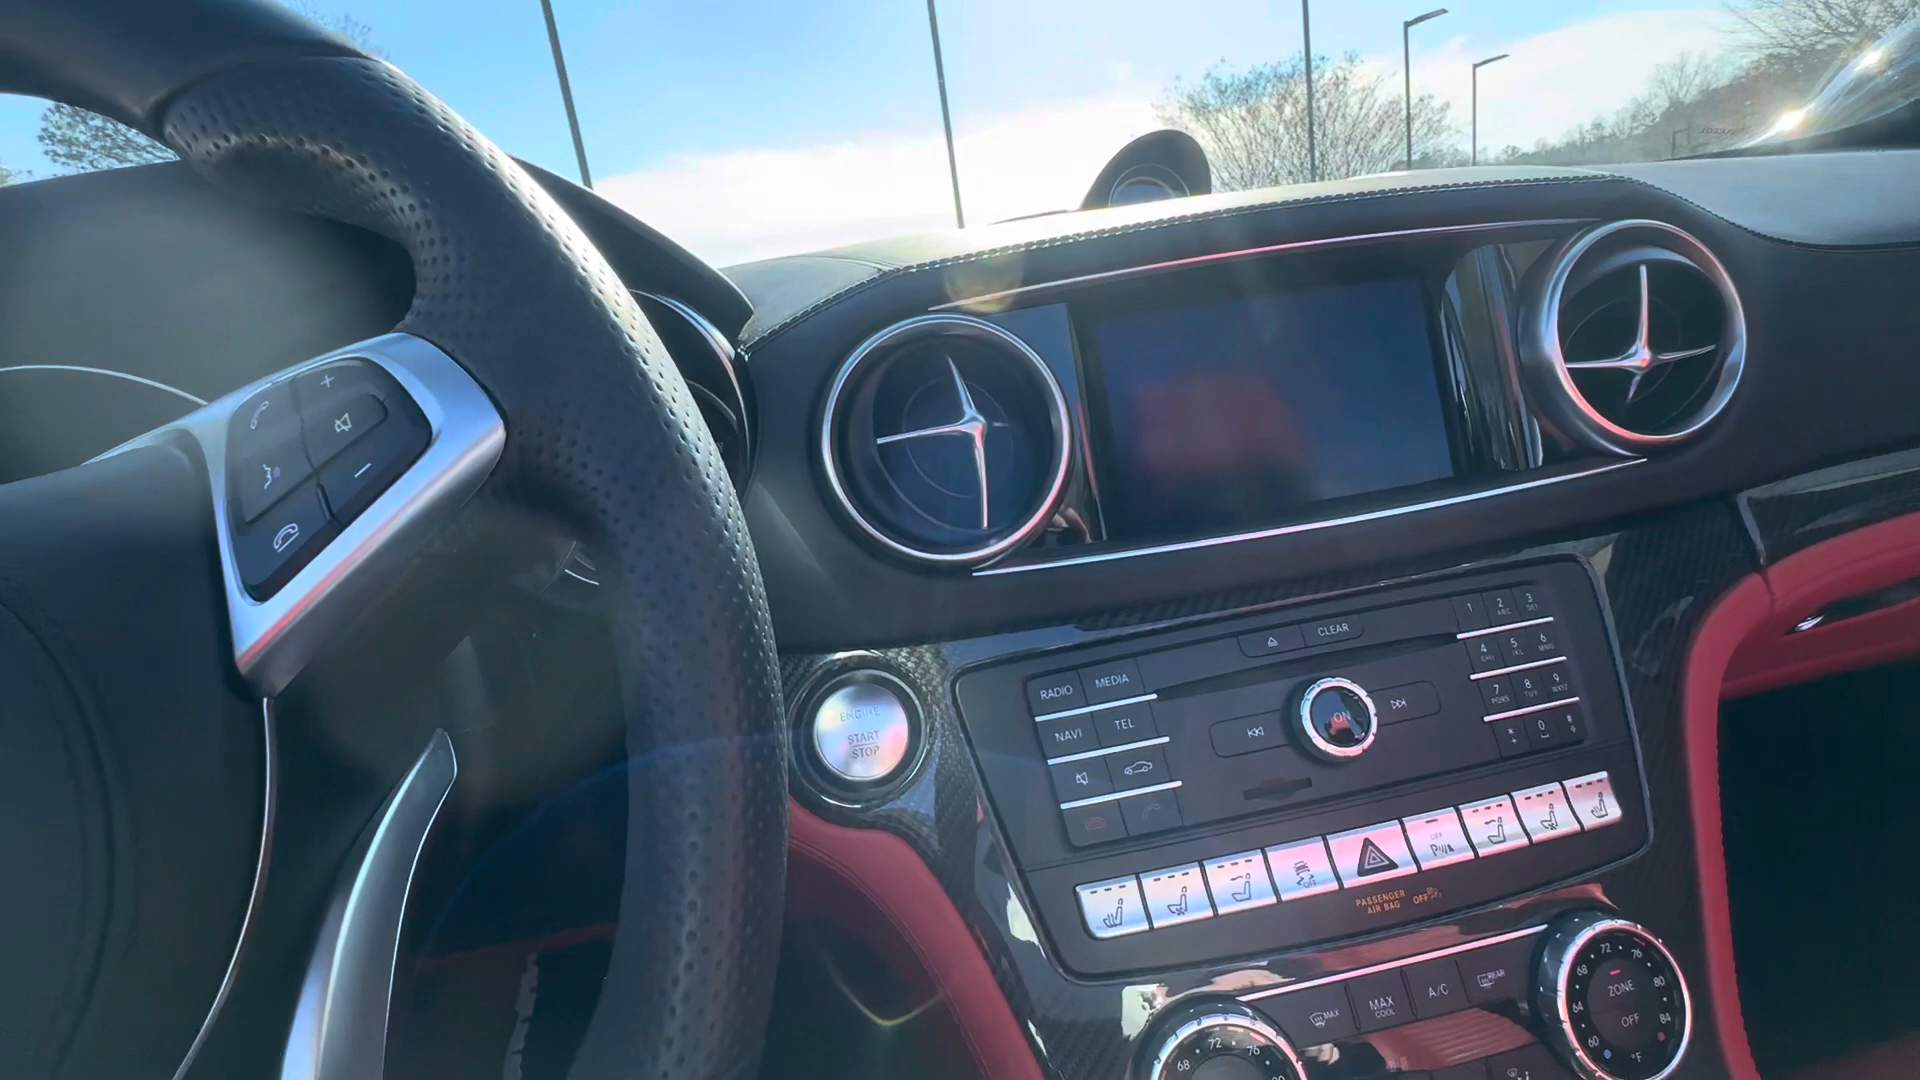 1 2 ABC 3 DEF
4 GHI 5 JKL 6 MNO
7 PQRS 8 TUV 9 WXYZ
* + 0 #
CLEAR
RADIO MEDIA
NAVI TEL
ON
ENGINE
START
STOP
OFF
OFF
PASSENGER
AIR BAG OFF
MAX
MAX
COOL
A/C
REAR
60 64 68 72 76 80 84
ZONE
OFF
°F
68 72 76 80